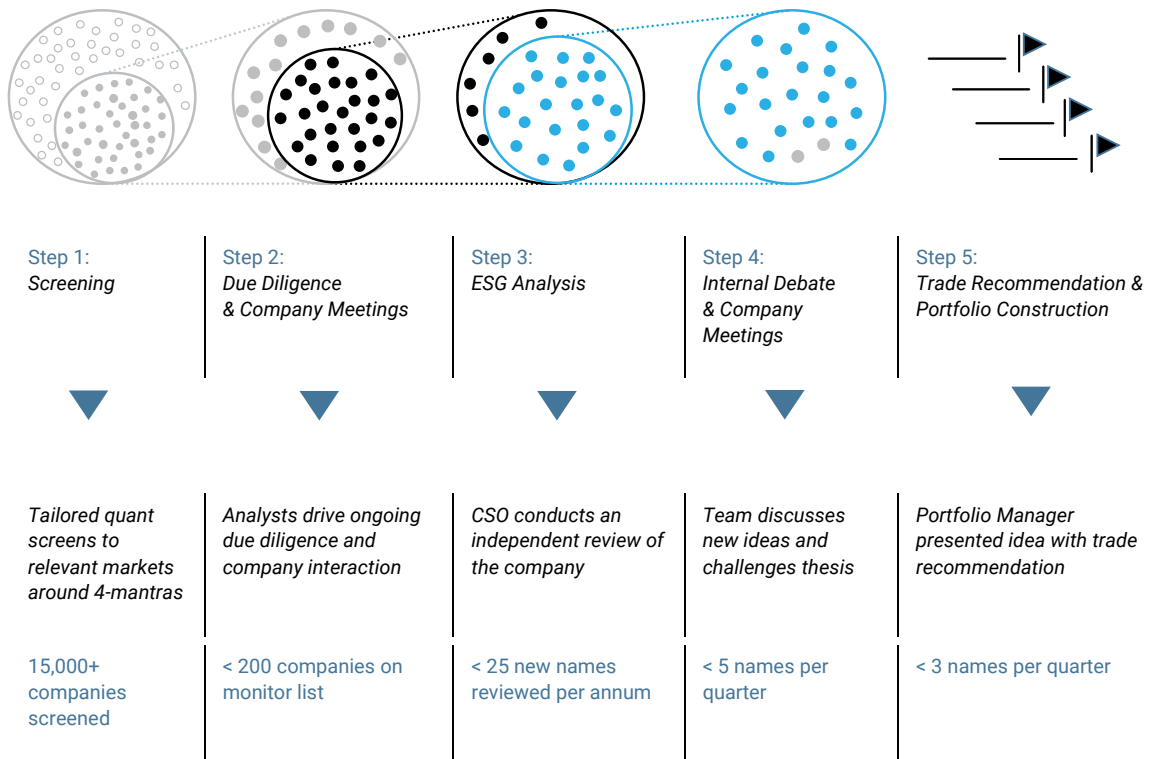 Step 1:
Screening
Step 2:
Due Diligence
& Company Meetings
Step 3:
ESG Analysis
Step 4:
Internal Debate
& Company
Meetings
Step 5:
Trade Recommendation &
Portfolio Construction
Tailored quant
screens to
relevant markets
around 4-mantras
Analysts drive ongoing
due diligence and
company interaction
CSO conducts an
independent review of
the company
Team discusses
new ideas and
challenges thesis
Portfolio Manager
presented idea with trade
recommendation
15,000+
companies
screened
< 200 companies on
monitor list
< 25 new names
reviewed per annum
< 5 names per
quarter
< 3 names per quarter